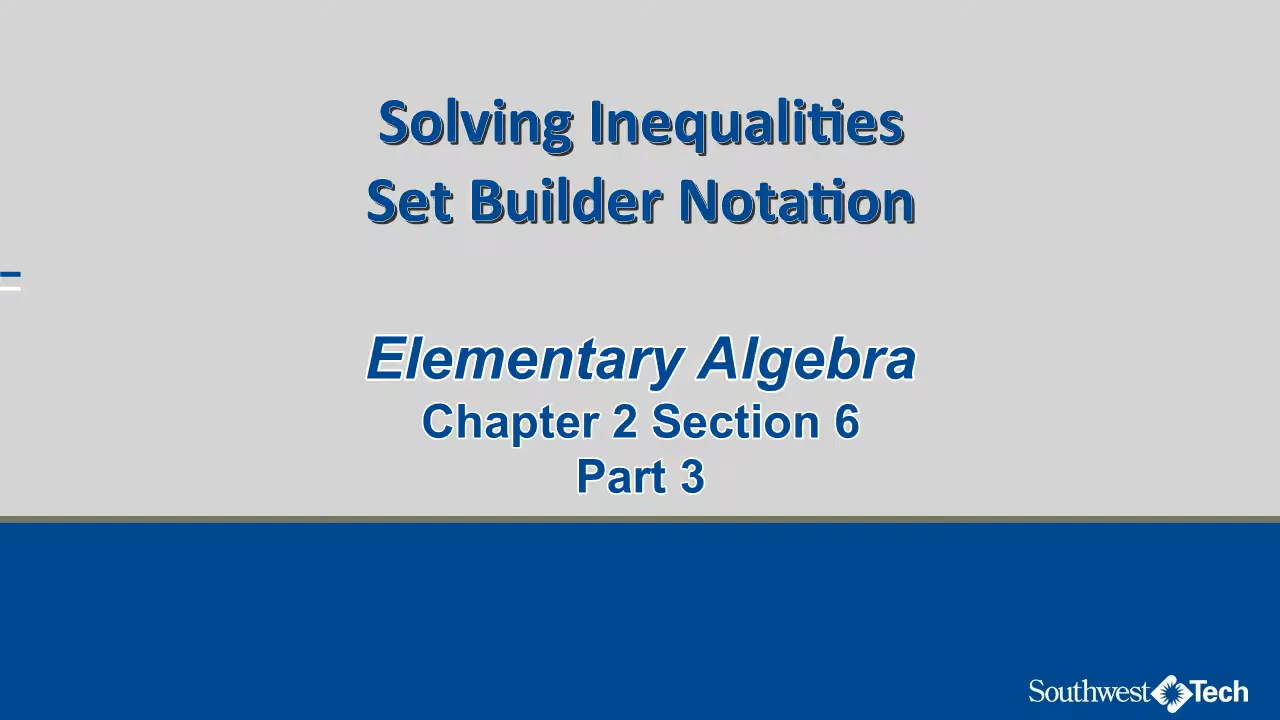 Solving Inequalities
Set Builder Notation
Elementary Algebra
Chapter 2 Section 6
Part 3
Southwest Tech